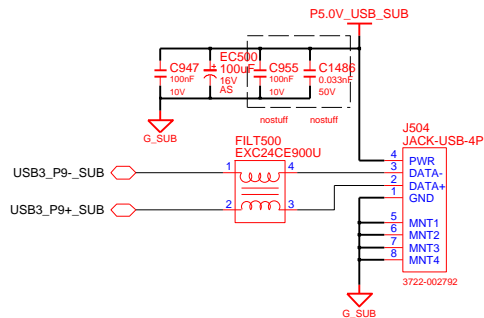 P5.0V_USB_SUB
C947
100nF
10V
EC500
100uF
16V
AS
C955
100nF
10V
C1486
0.033nF
50V
nostuff
nostuff
G_SUB
FILT500
EXC24CE900U
J504
JACK-USB-4P
USB3_P9-_SUB
1
4
USB3_P9+_SUB
2
3
4 PWR
3 DATA-
2 DATA+
1 GND
5 MNT1
6 MNT2
7 MNT3
8 MNT4
3722-002792
G_SUB